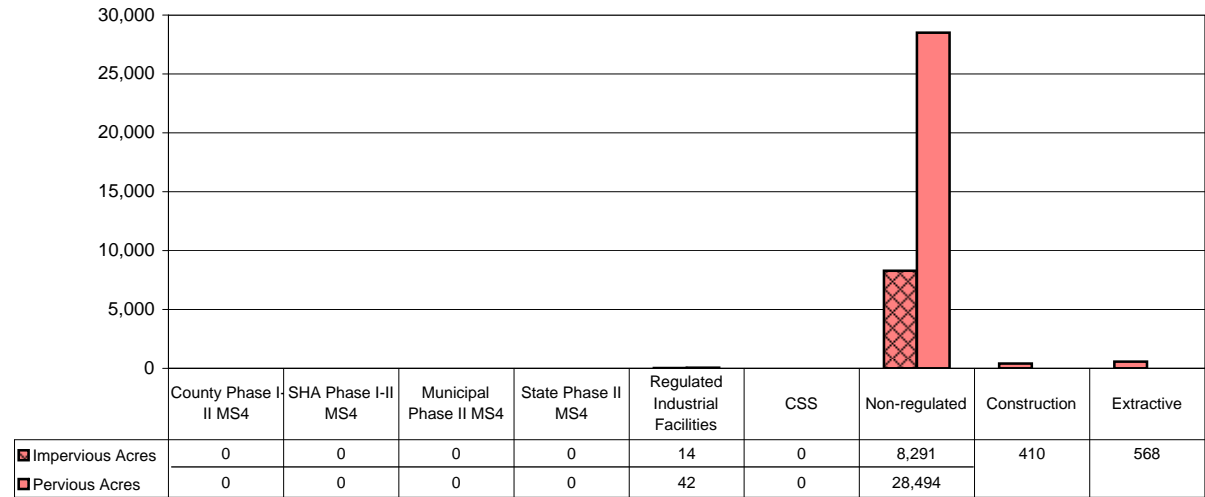 30,000
25,000
20,000
15,000
10,000
5,000
0
County Phase I-
II MS4
SHA Phase I-II
MS4
Municipal
Phase II MS4
State Phase II
MS4
Regulated
Industrial
Facilities
CSS
Non-regulated
Construction
Extractive
Impervious Acres 0 0 0 0 14 0 8,291 410 568
Pervious Acres 0 0 0 0 42 0 28,494